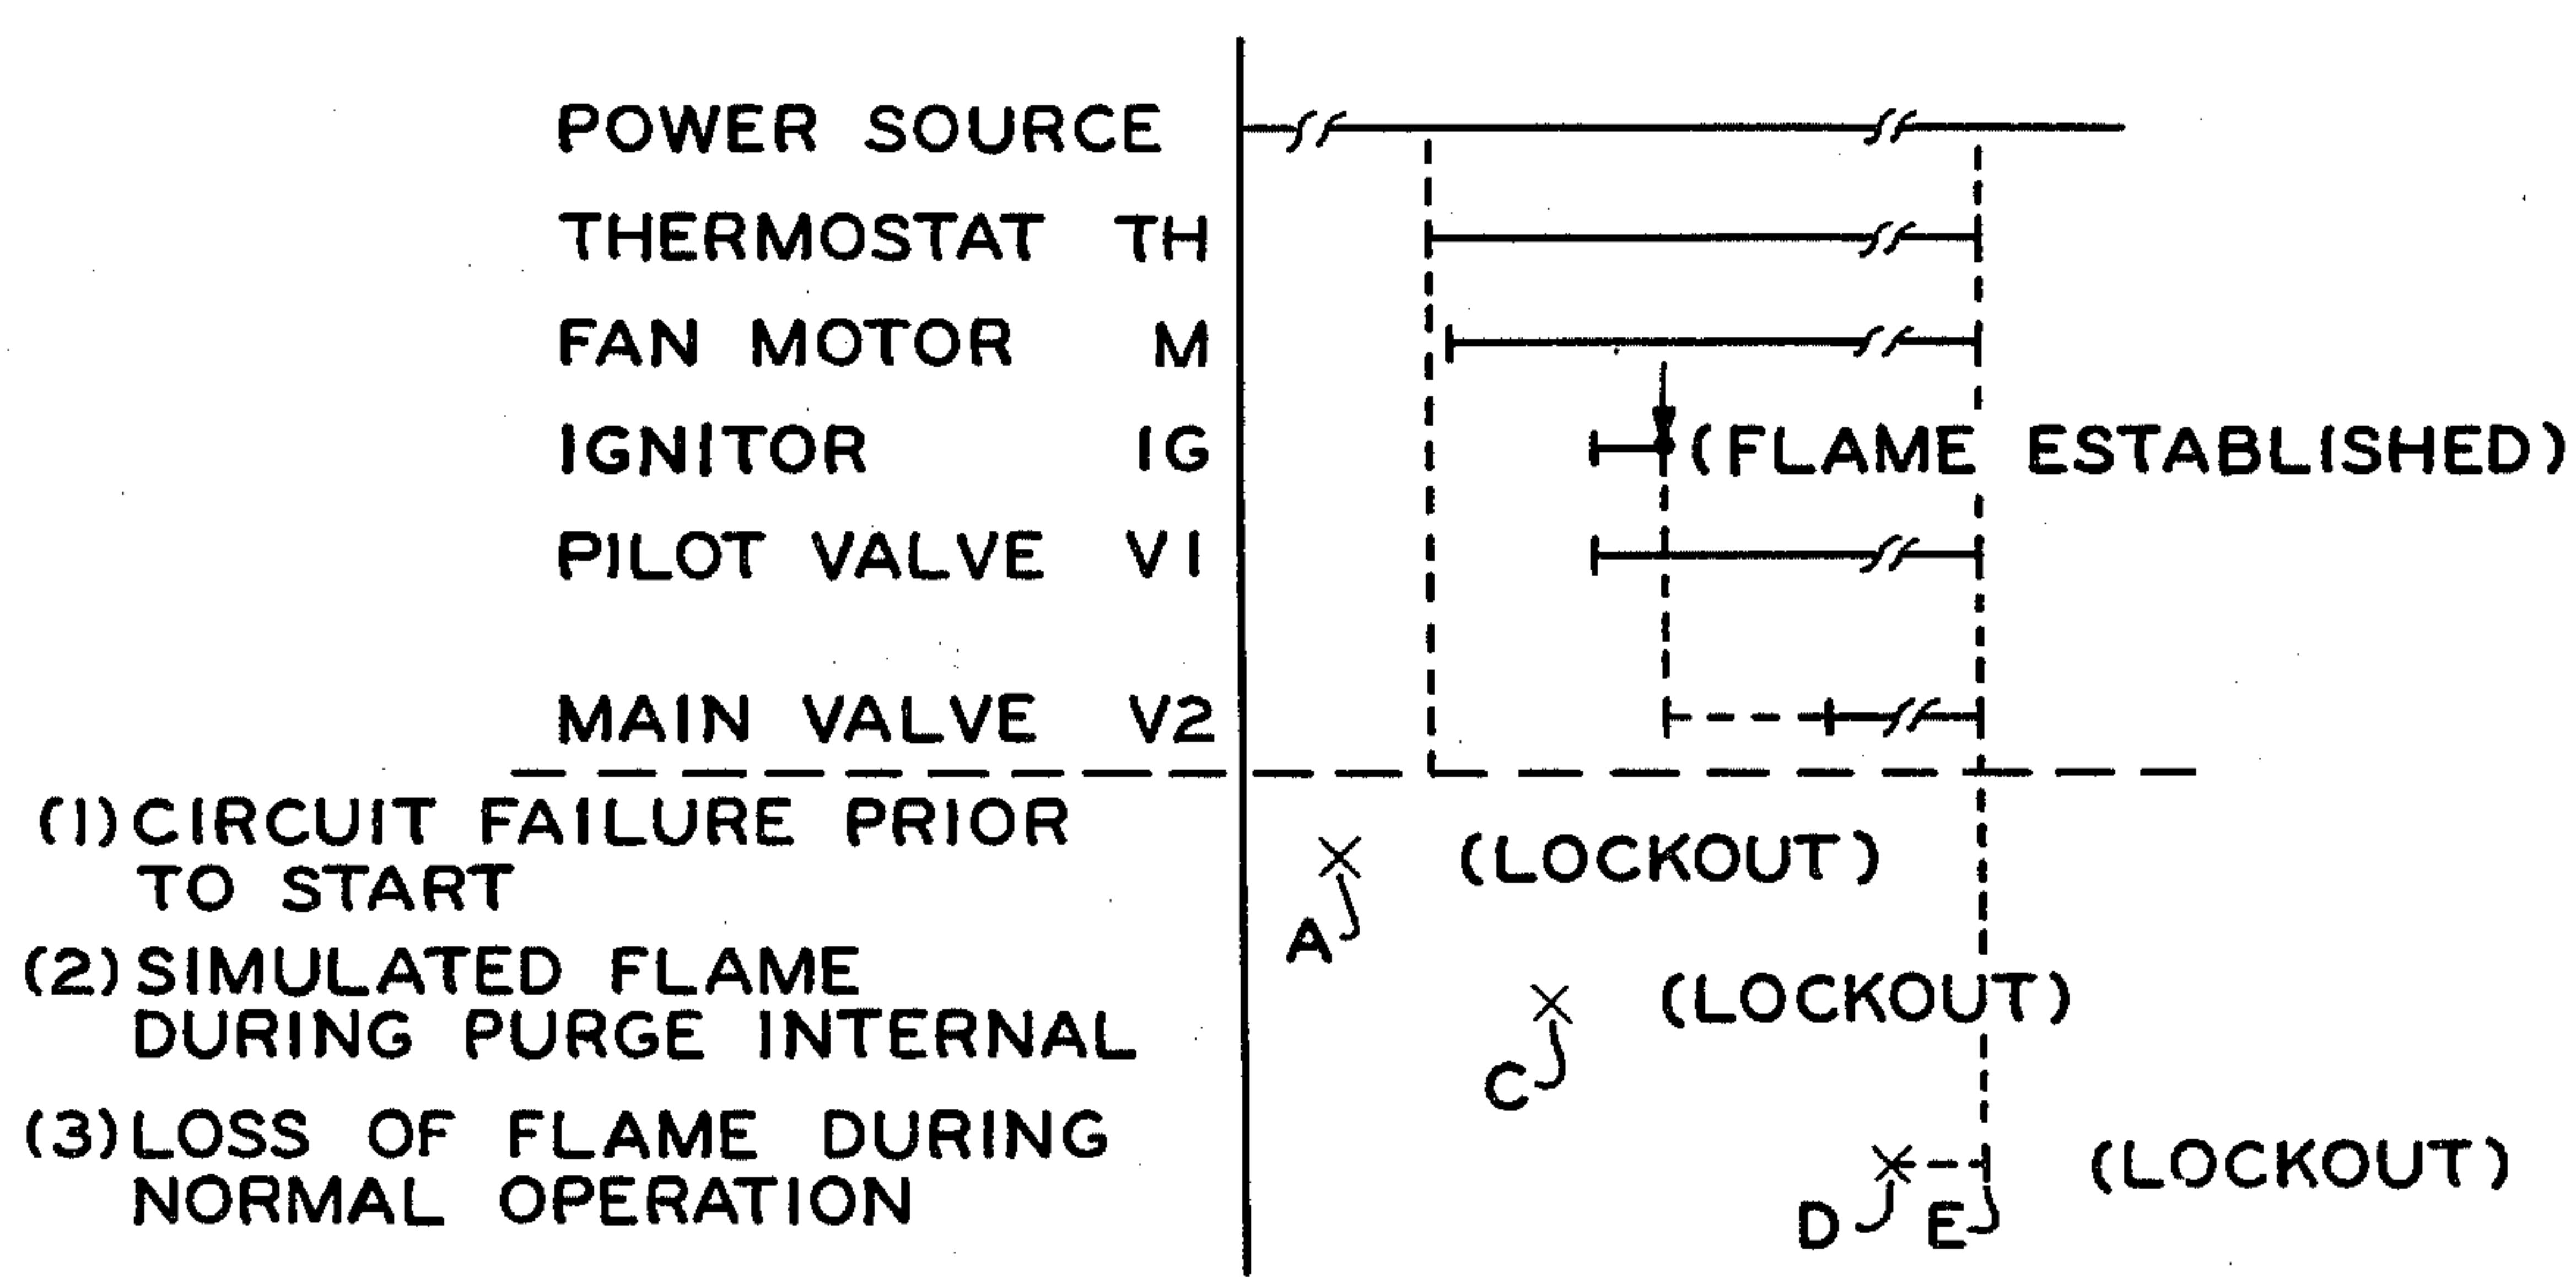 POWER SOURCE
THERMOSTAT TH
FAN MOTOR M
IGNITOR IG (FLAME ESTABLISHED)
PILOT VALVE V1
MAIN VALVE V2
(1) CIRCUIT FAILURE PRIOR
TO START
(LOCKOUT)
A
(2) SIMULATED FLAME
DURING PURGE INTERNAL
(LOCKOUT)
C
(3) LOSS OF FLAME DURING
NORMAL OPERATION
(LOCKOUT)
D E